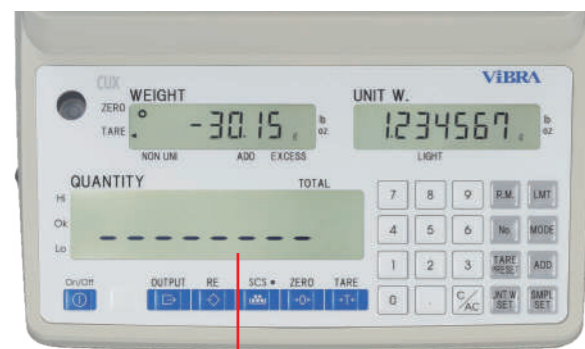 CUX
ViBRA
WEIGHT
UNIT W.
ZERO
TARE
-30.15 g
lb
oz
1.234567 g
lb
oz
NON UNI ADD EXCESS
LIGHT
QUANTITY
TOTAL
Hi
Ok
Lo
- - - - - - - -
7 8 9 R.M. LMT
4 5 6 No. MODE
1 2 3 TARE PRESET ADD
0 . C/AC UNT.W SET SMPL SET
On/Off OUTPUT RE SCS ZERO TARE
→0← →T←